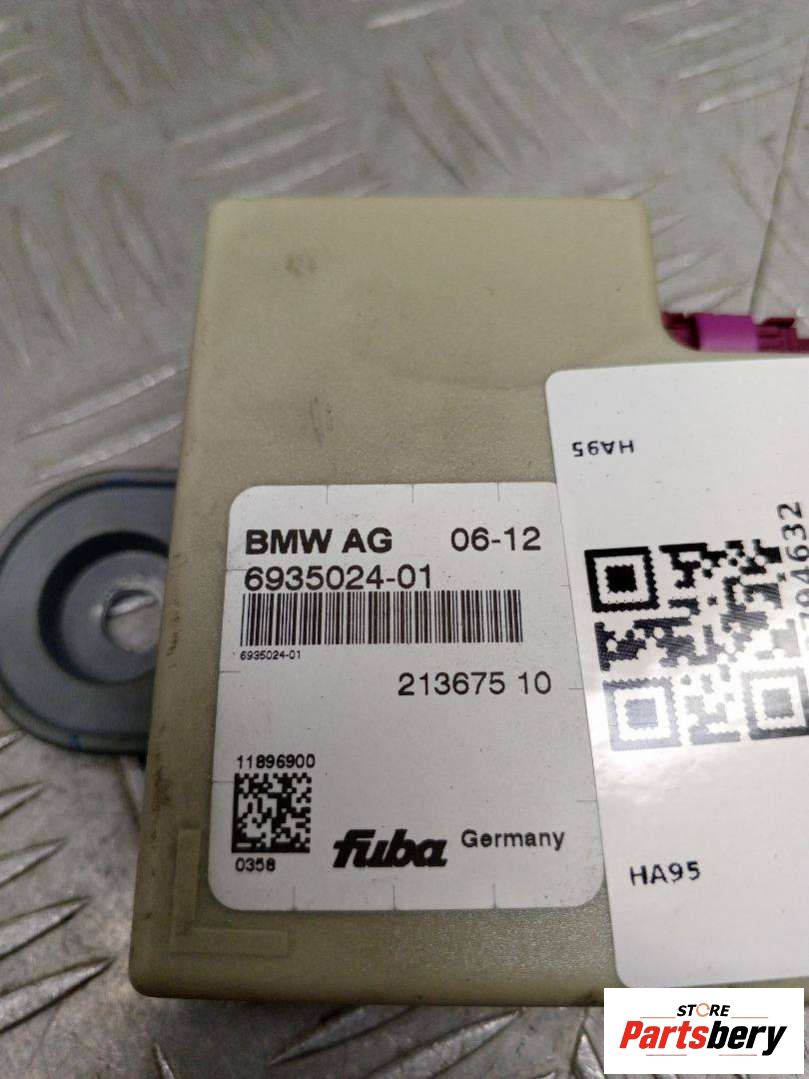 BMW AG 06-12
6935024-01
6935024-01
213675 10
11896900
0358
fuba Germany
HA95
HA95
STORE
Partsbery